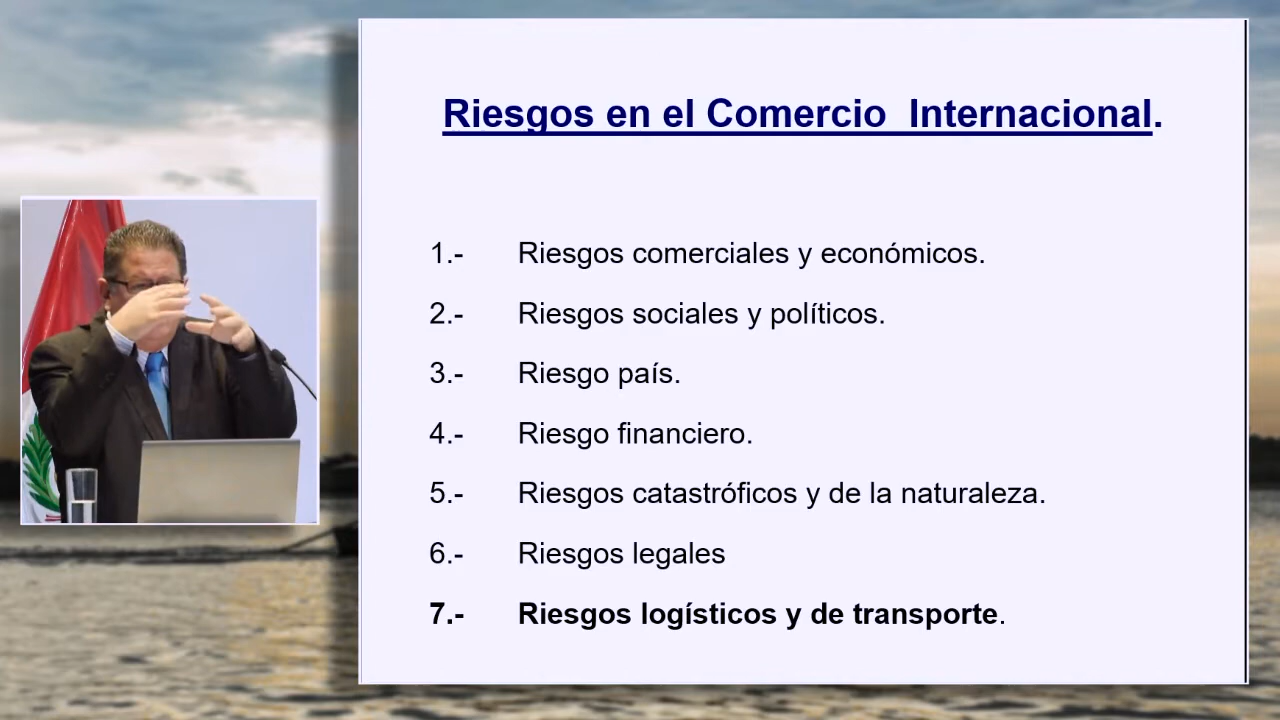 Riesgos en el Comercio  Internacional.
1.- Riesgos comerciales y económicos.
2.- Riesgos sociales y políticos.
3.- Riesgo país.
4.- Riesgo financiero.
5.- Riesgos catastróficos y de la naturaleza.
6.- Riesgos legales
7.- Riesgos logísticos y de transporte.